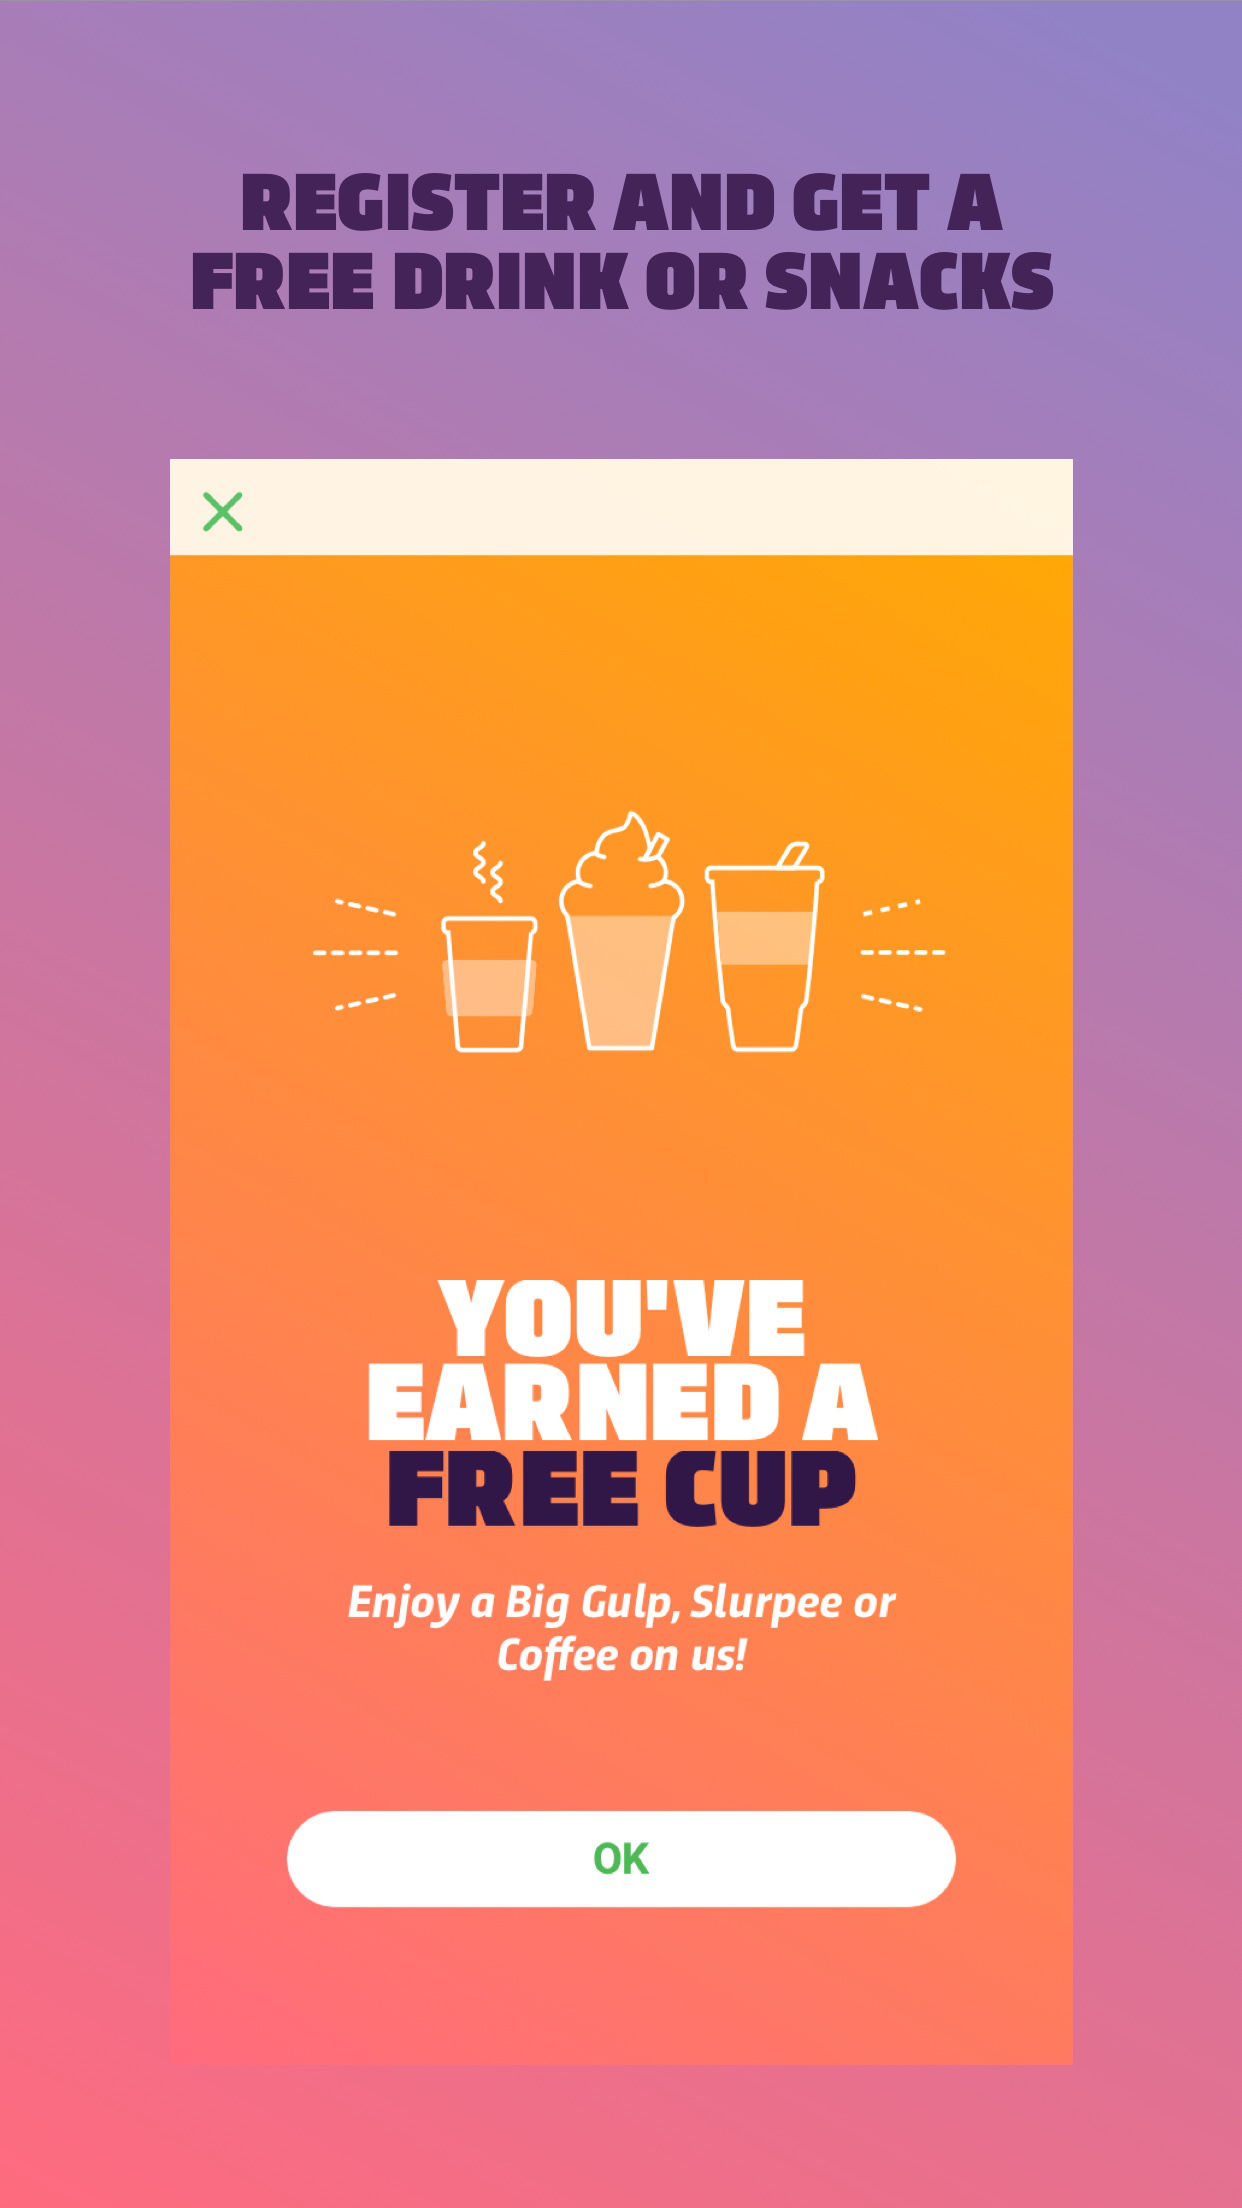 REGISTER AND GET A
FREE DRINK OR SNACKS
YOU'VE
EARNED A
FREE CUP
Enjoy a Big Gulp, Slurpee or
Coffee on us!
OK